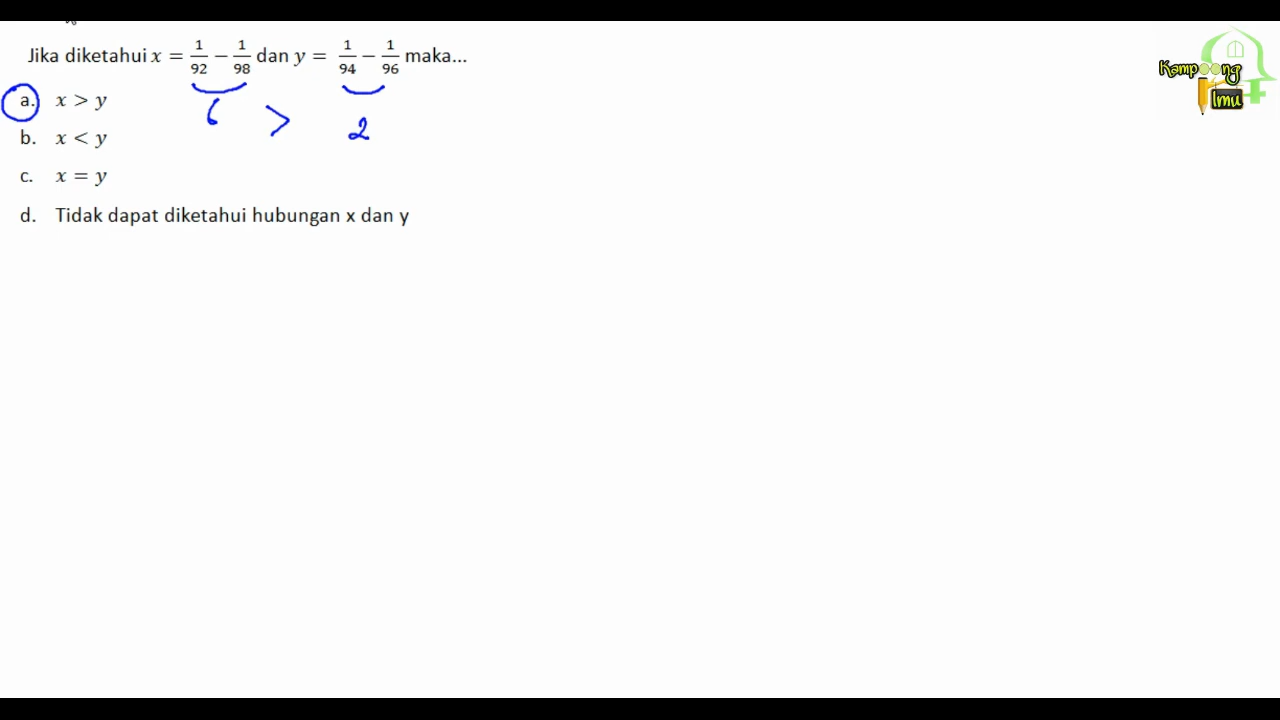 Jika diketahui x = 1/92 − 1/98 dan y = 1/94 − 1/96 maka...
6 > 2
a. x > y
b. x < y
c. x = y
d. Tidak dapat diketahui hubungan x dan y
Kampoong
Ilmu